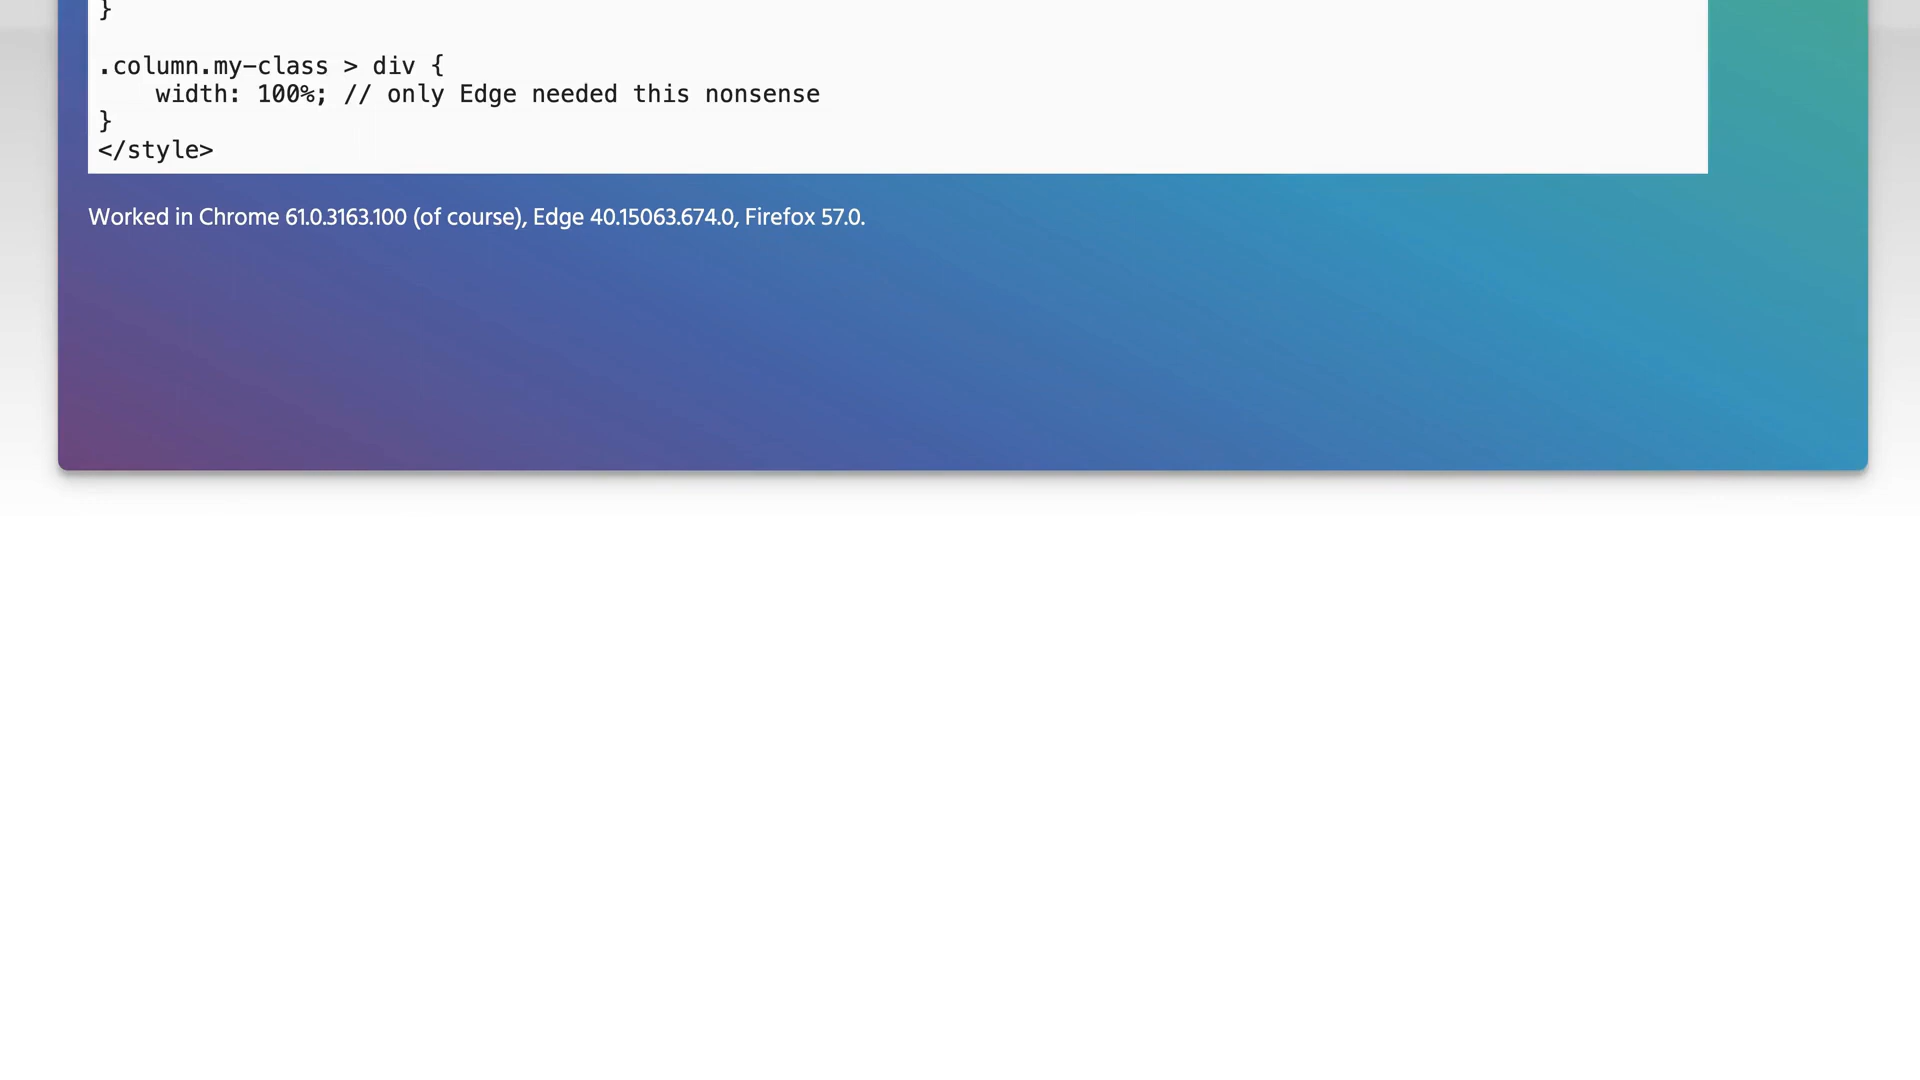 }
.column.my-class > div {
    width: 100%; // only Edge needed this nonsense
}
</style>
Worked in Chrome 61.0.3163.100 (of course), Edge 40.15063.674.0, Firefox 57.0.